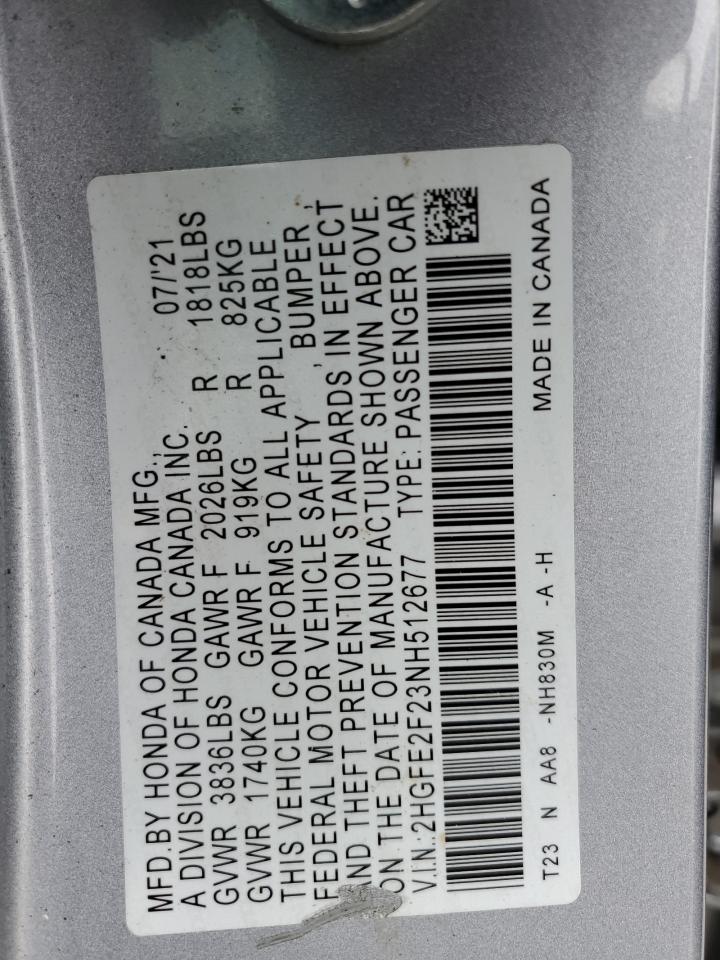 MFD.BY HONDA OF CANADA MFG., 07/'21
A DIVISION OF HONDA CANADA INC.
GVWR 3836LBS GAWR F 2026LBS R 1818LBS
GVWR 1740KG GAWR F 919KG R 825KG
THIS VEHICLE CONFORMS TO ALL APPLICABLE
FEDERAL MOTOR VEHICLE SAFETY , BUMPER ,
AND THEFT PREVENTION STANDARDS IN EFFECT
ON THE DATE OF MANUFACTURE SHOWN ABOVE.
V.I.N.:2HGFE2F23NH512677 TYPE: PASSENGER CAR
T23 N AA8 -NH830M -A -H MADE IN CANADA